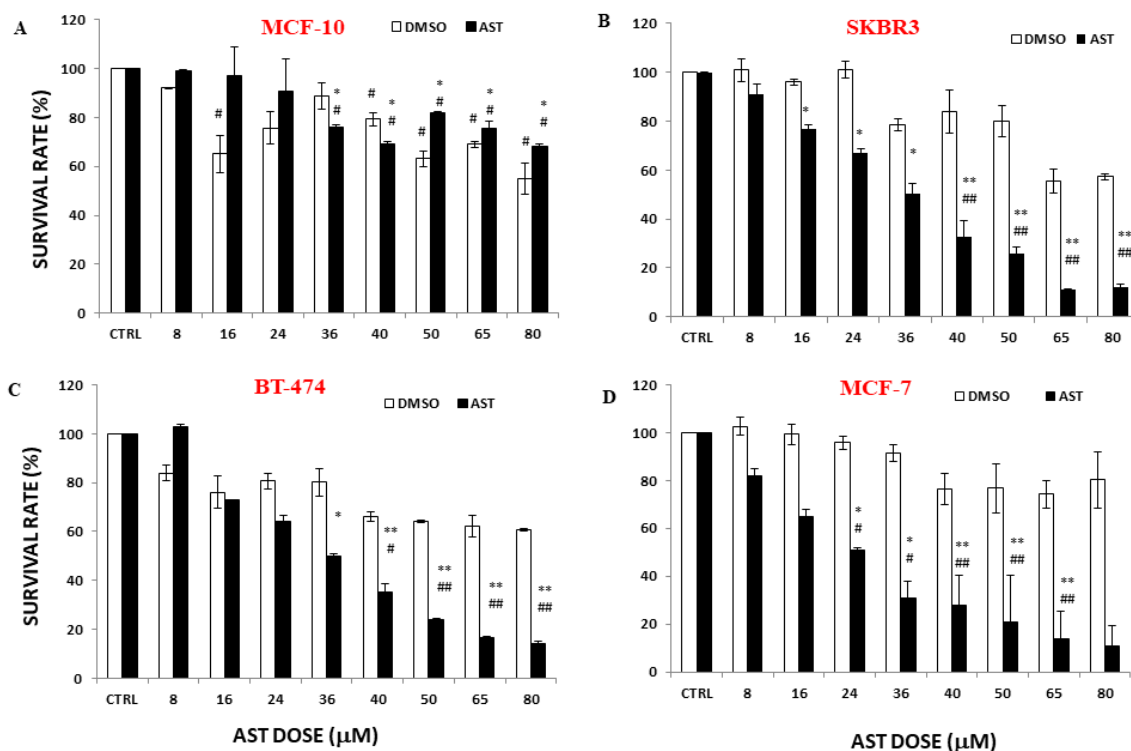 A
MCF-10
DMSO AST
SURVIVAL RATE (%)
120
100
80
60
40
20
0
# * # # * # # * # # * # # * #
CTRL 8 16 24 36 40 50 65 80
B
SKBR3
DMSO AST
120
100
80
60
40
20
0
* * * ** ## ** ## ** ## ** ##
CTRL 8 16 24 36 40 50 65 80
C
BT-474
DMSO AST
SURVIVAL RATE (%)
120
100
80
60
40
20
0
* ** # ** ## ** ## ** ##
CTRL 8 16 24 36 40 50 65 80
AST DOSE (µM)
D
MCF-7
DMSO AST
120
100
80
60
40
20
0
* # * # ** ## ** ## ** ##
CTRL 8 16 24 36 40 50 65 80
AST DOSE (µM)